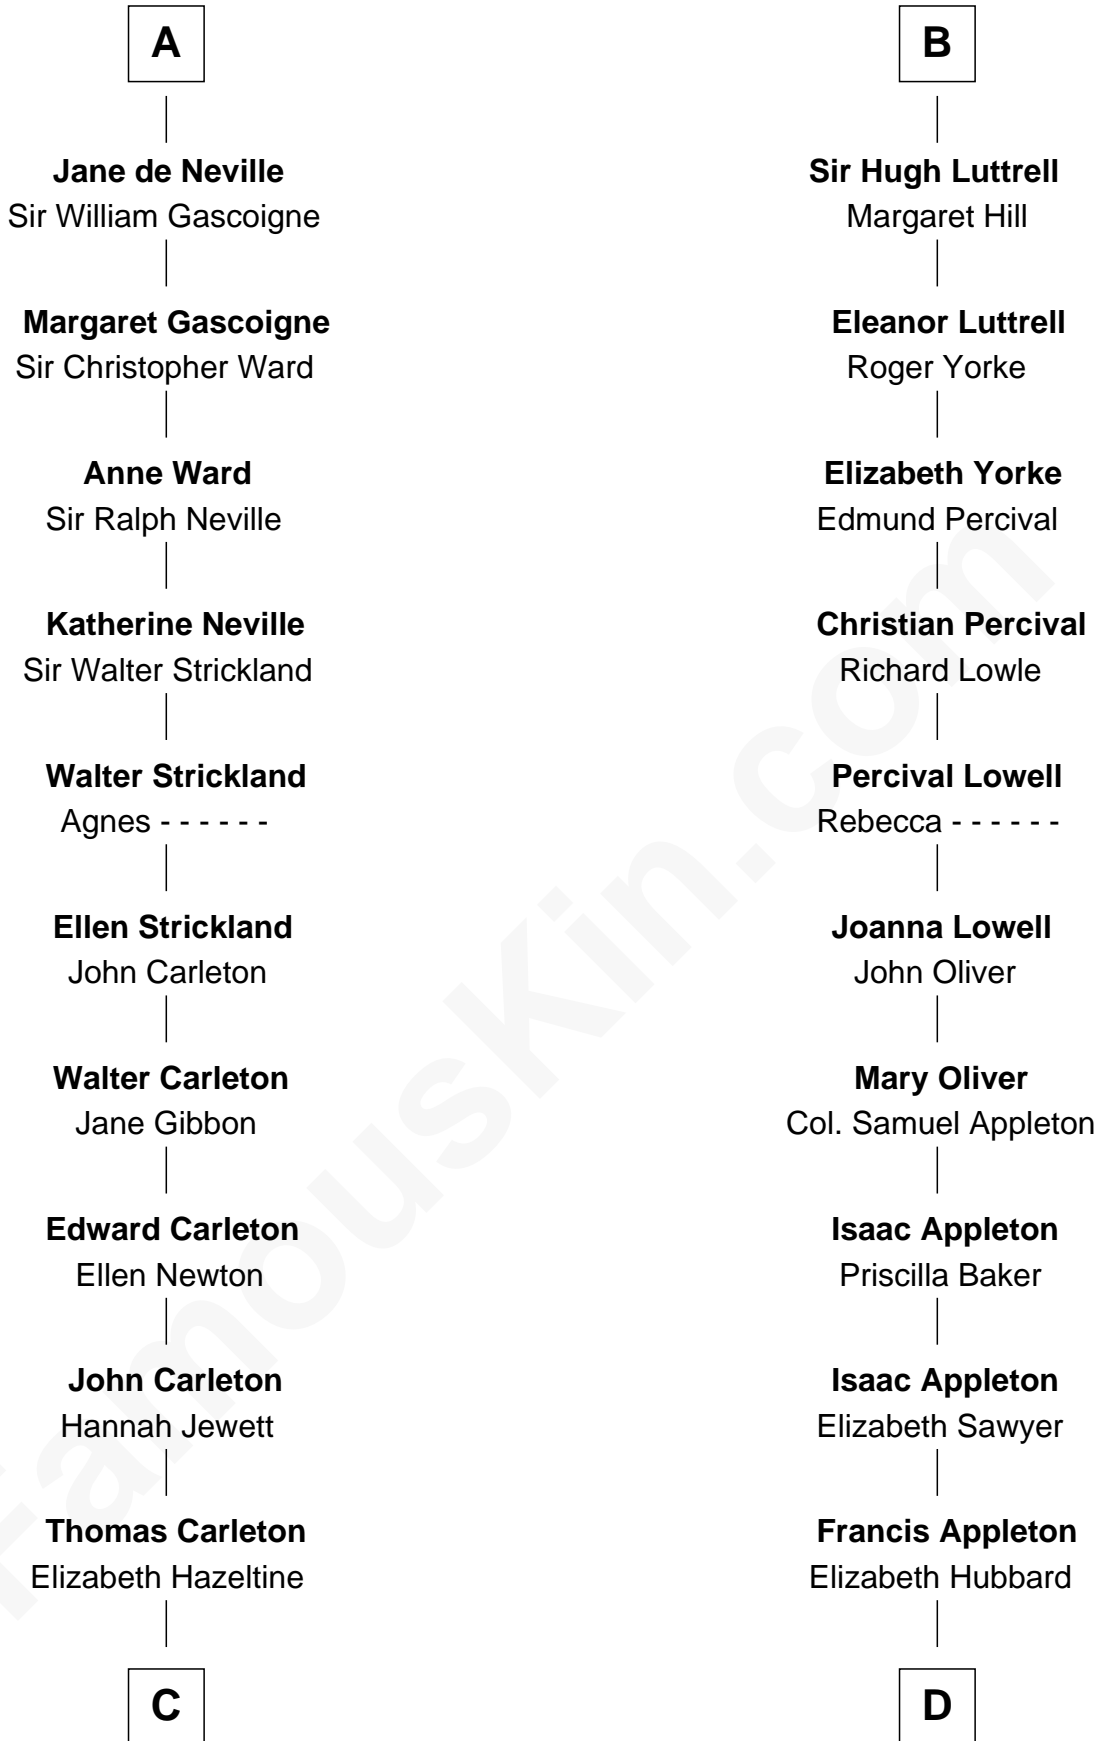 A
Jane de Neville
Sir William Gascoigne
Margaret Gascoigne
Sir Christopher Ward
Anne Ward
Sir Ralph Neville
Katherine Neville
Sir Walter Strickland
Walter Strickland
Agnes - - - - - -
Ellen Strickland
John Carleton
Walter Carleton
Jane Gibbon
Edward Carleton
Ellen Newton
John Carleton
Hannah Jewett
Thomas Carleton
Elizabeth Hazeltine
C
B
Sir Hugh Luttrell
Margaret Hill
Eleanor Luttrell
Roger Yorke
Elizabeth Yorke
Edmund Percival
Christian Percival
Richard Lowle
Percival Lowell
Rebecca - - - - - -
Joanna Lowell
John Oliver
Mary Oliver
Col. Samuel Appleton
Isaac Appleton
Priscilla Baker
Isaac Appleton
Elizabeth Sawyer
Francis Appleton
Elizabeth Hubbard
D
FamousKin.com